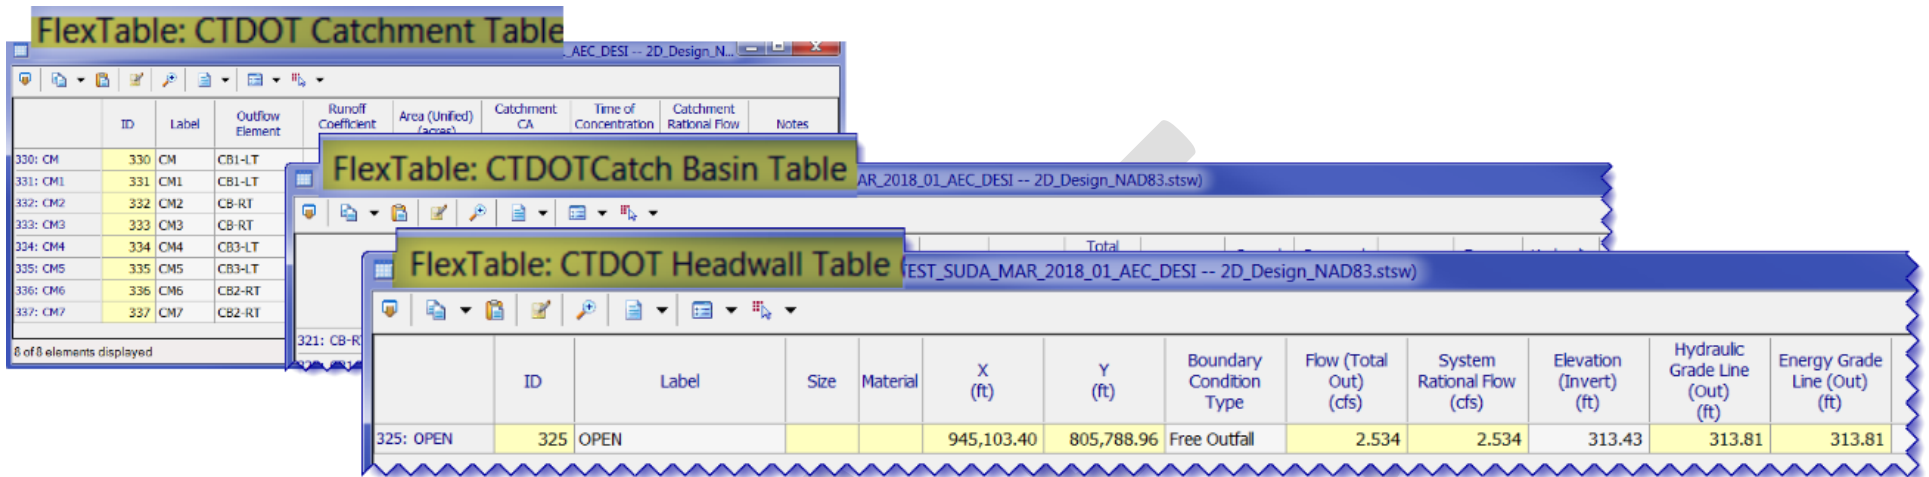 FlexTable: CTDOT Catchment Table
_AEC_DESI -- 2D_Design_N...
ID Label Outflow Element Runoff Coefficient Area (Unified) (acres) Catchment CA Time of Concentration Catchment Rational Flow Notes
330: CM 330 CM CB1-LT
331: CM1 331 CM1 CB1-LT
332: CM2 332 CM2 CB-RT
333: CM3 333 CM3 CB-RT
334: CM4 334 CM4 CB3-LT
335: CM5 335 CM5 CB3-LT
336: CM6 336 CM6 CB2-RT
337: CM7 337 CM7 CB2-RT
8 of 8 elements displayed
FlexTable: CTDOTCatch Basin Table
AR_2018_01_AEC_DESI -- 2D_Design_NAD83.stsw)
Total
321: CB-R
FlexTable: CTDOT Headwall Table
TEST_SUDA_MAR_2018_01_AEC_DESI -- 2D_Design_NAD83.stsw)
ID Label Size Material X (ft) Y (ft) Boundary Condition Type Flow (Total Out) (cfs) System Rational Flow (cfs) Elevation (Invert) (ft) Hydraulic Grade Line (Out) (ft) Energy Grade Line (Out) (ft)
325: OPEN 325 OPEN 945,103.40 805,788.96 Free Outfall 2.534 2.534 313.43 313.81 313.81